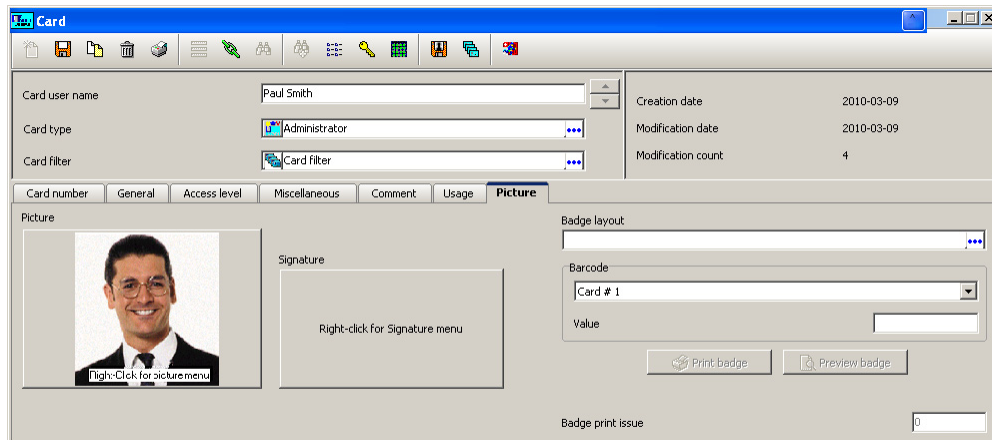 Card
Card user name
Paul Smith
Card type
Administrator
Card filter
Card filter
Creation date
2010-03-09
Modification date
2010-03-09
Modification count
4
Card number
General
Access level
Miscellaneous
Comment
Usage
Picture
Picture
Right-Click for picture menu
Signature
Right-click for Signature menu
Badge layout
Barcode
Card # 1
Value
Print badge
Preview badge
Badge print issue
0